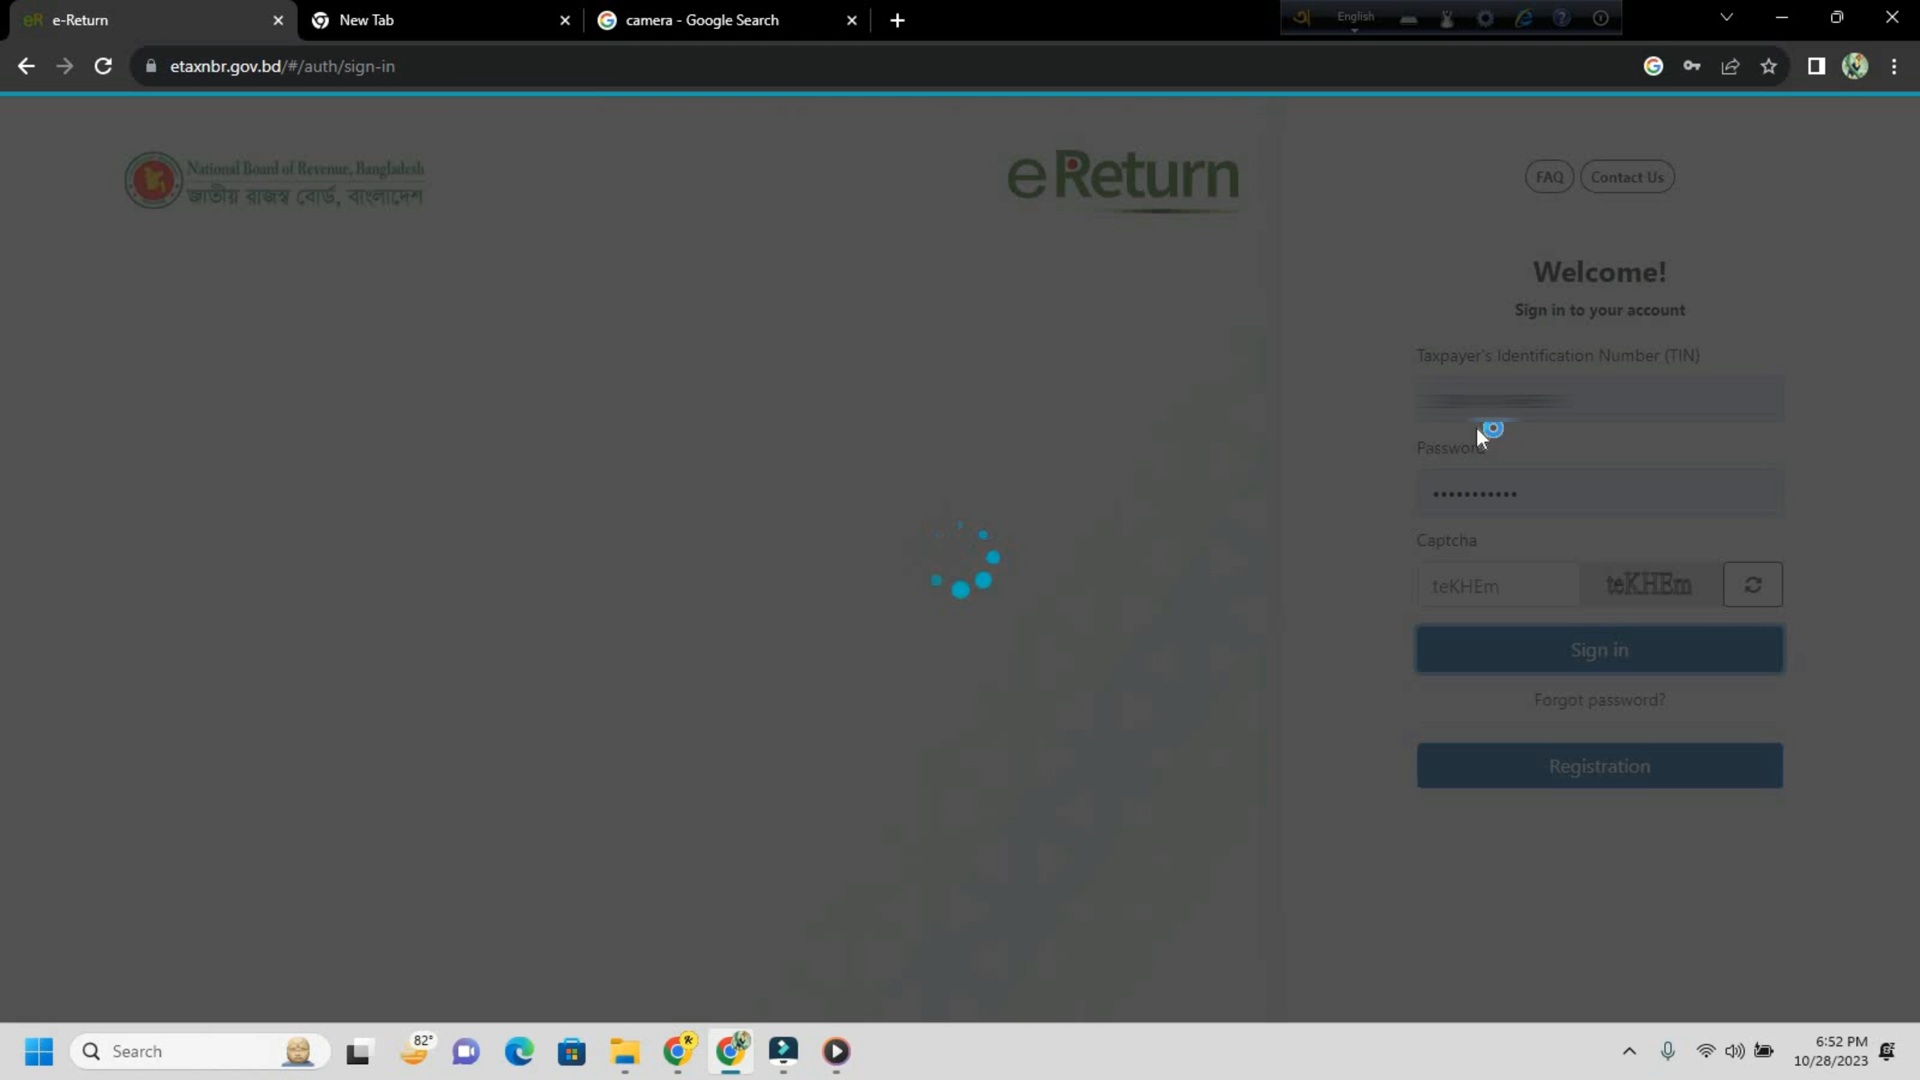 e-Return
New Tab
camera - Google Search
English
etaxnbr.gov.bd/#/auth/sign-in
National Board of Revenue, Bangladesh
জাতীয় রাজস্ব বোর্ড, বাংলাদেশ
eReturn
FAQ
Contact Us
Welcome!
Sign in to your account
Taxpayer's Identification Number (TIN)
Password
Captcha
teKHEm
teKHEm
Sign in
Forgot password?
Registration
Search
82°
6:52 PM
10/28/2023